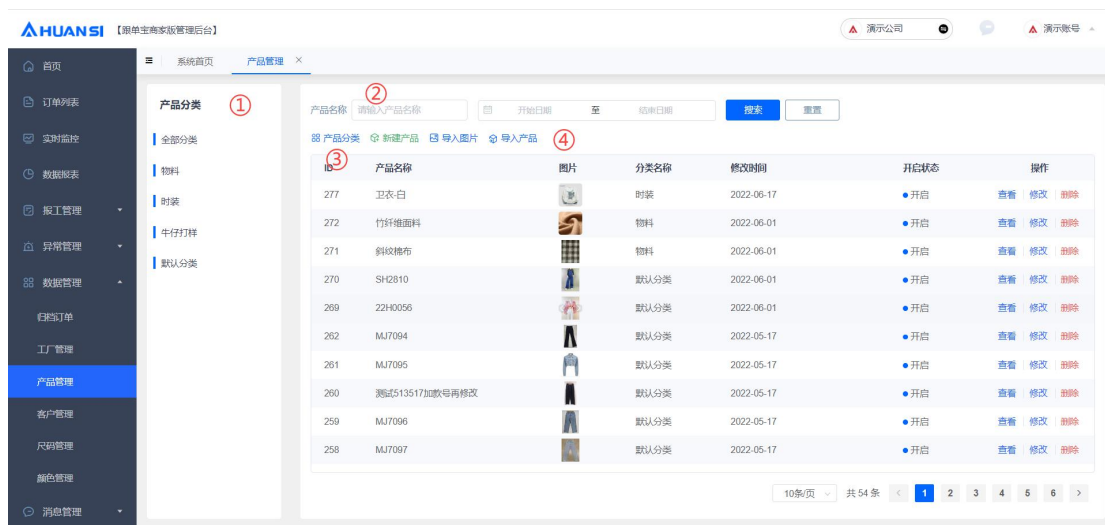 HUANSI 【跟单宝商家版管理后台】 演示公司 演示账号
首页
订单列表
实时监控
数据报表
报工管理
异常管理
数据管理
归档订单
工厂管理
产品管理
客户管理
尺码管理
颜色管理
消息管理
系统首页 产品管理 ×
产品分类 ①
全部分类
物料
时装
牛仔打样
默认分类
②
产品名称 请输入产品名称 开始日期 至 结束日期 搜索 重置
产品分类 新建产品 导入图片 导入产品 ④
③
ID 产品名称 图片 分类名称 修改时间 开启状态 操作
277 卫衣-白 时装 2022-06-17 开启 查看 修改 删除
272 竹纤维面料 物料 2022-06-01 开启 查看 修改 删除
271 斜纹棉布 物料 2022-06-01 开启 查看 修改 删除
270 SH2810 默认分类 2022-06-01 开启 查看 修改 删除
269 22H0056 默认分类 2022-06-01 开启 查看 修改 删除
262 MJ7094 默认分类 2022-05-17 开启 查看 修改 删除
261 MJ7095 默认分类 2022-05-17 开启 查看 修改 删除
260 测试513517加款号再修改 默认分类 2022-05-17 开启 查看 修改 删除
259 MJ7096 默认分类 2022-05-17 开启 查看 修改 删除
258 MJ7097 默认分类 2022-05-17 开启 查看 修改 删除
10条/页 共 54 条 < 1 2 3 4 5 6 >